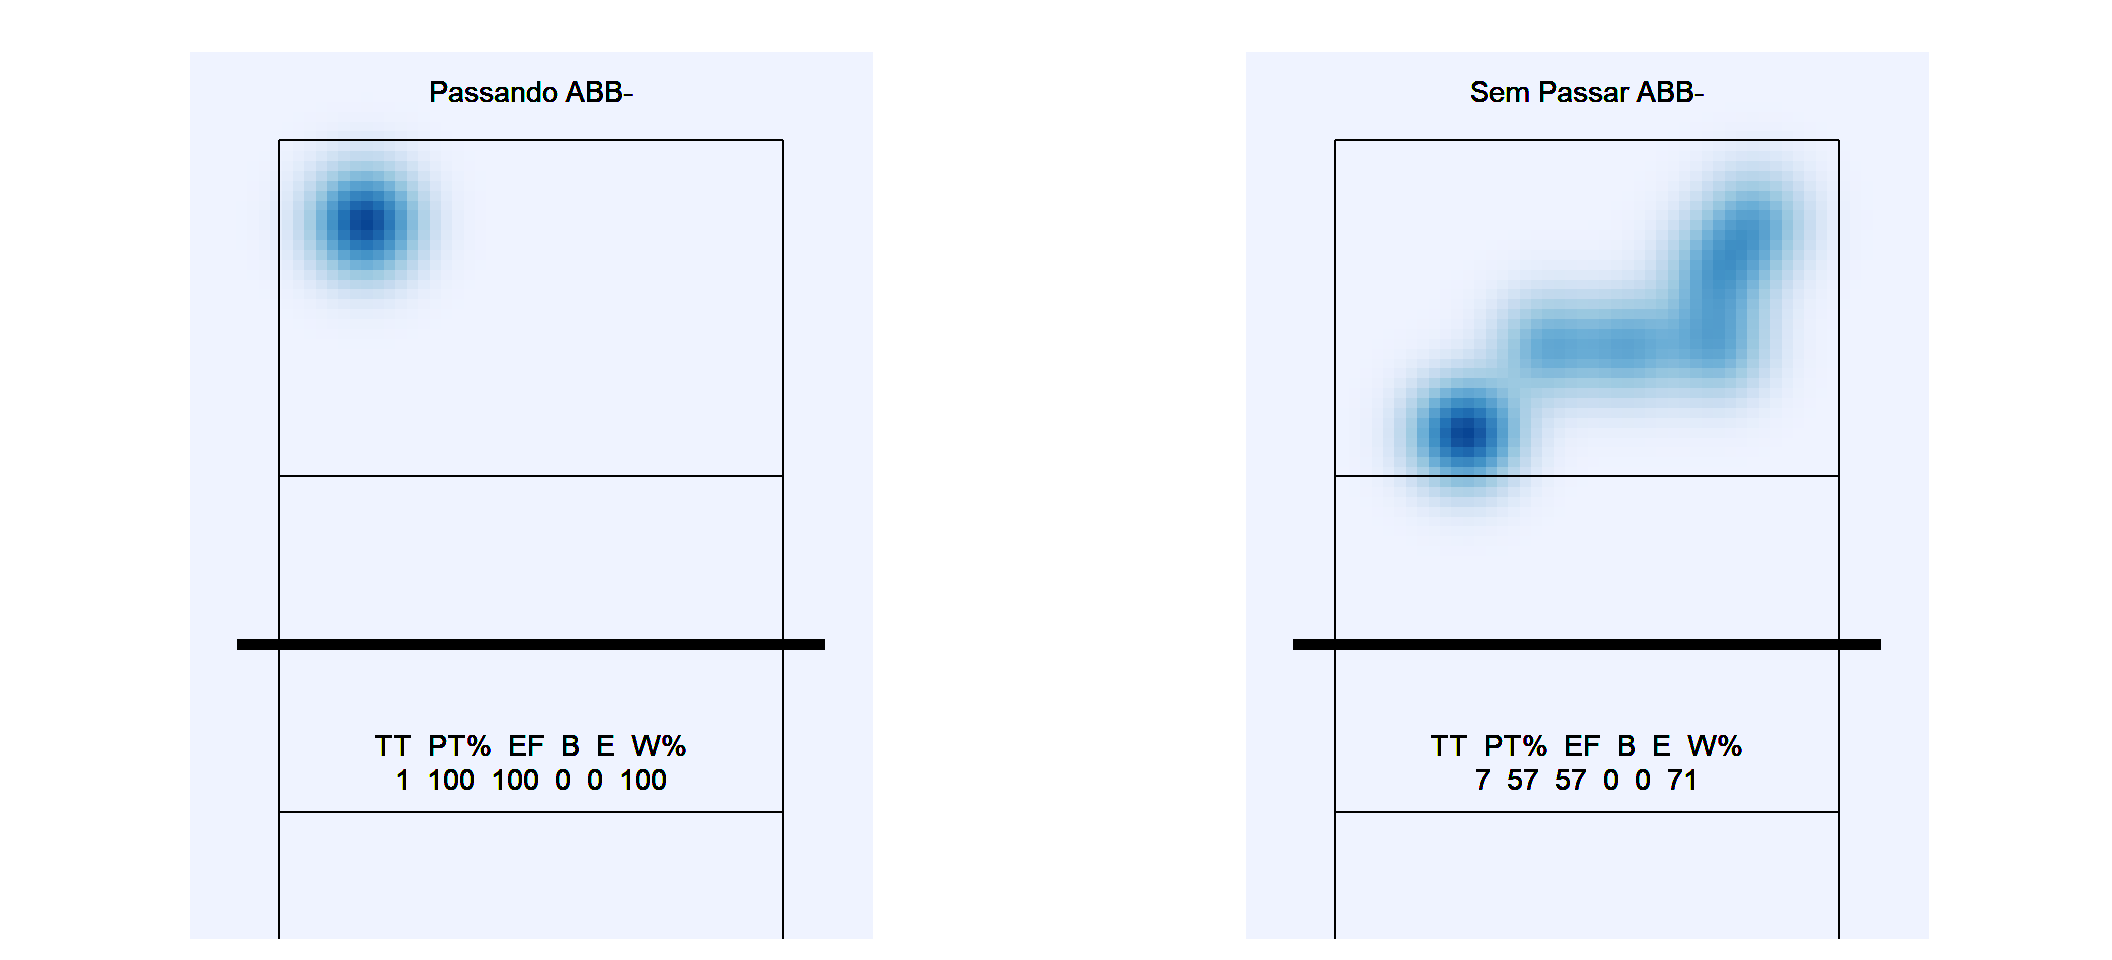 Passando ABB-
TT PT% EF B E W%
1 100 100 0 0 100
Sem Passar ABB-
TT PT% EF B E W%
7 57 57 0 0 71